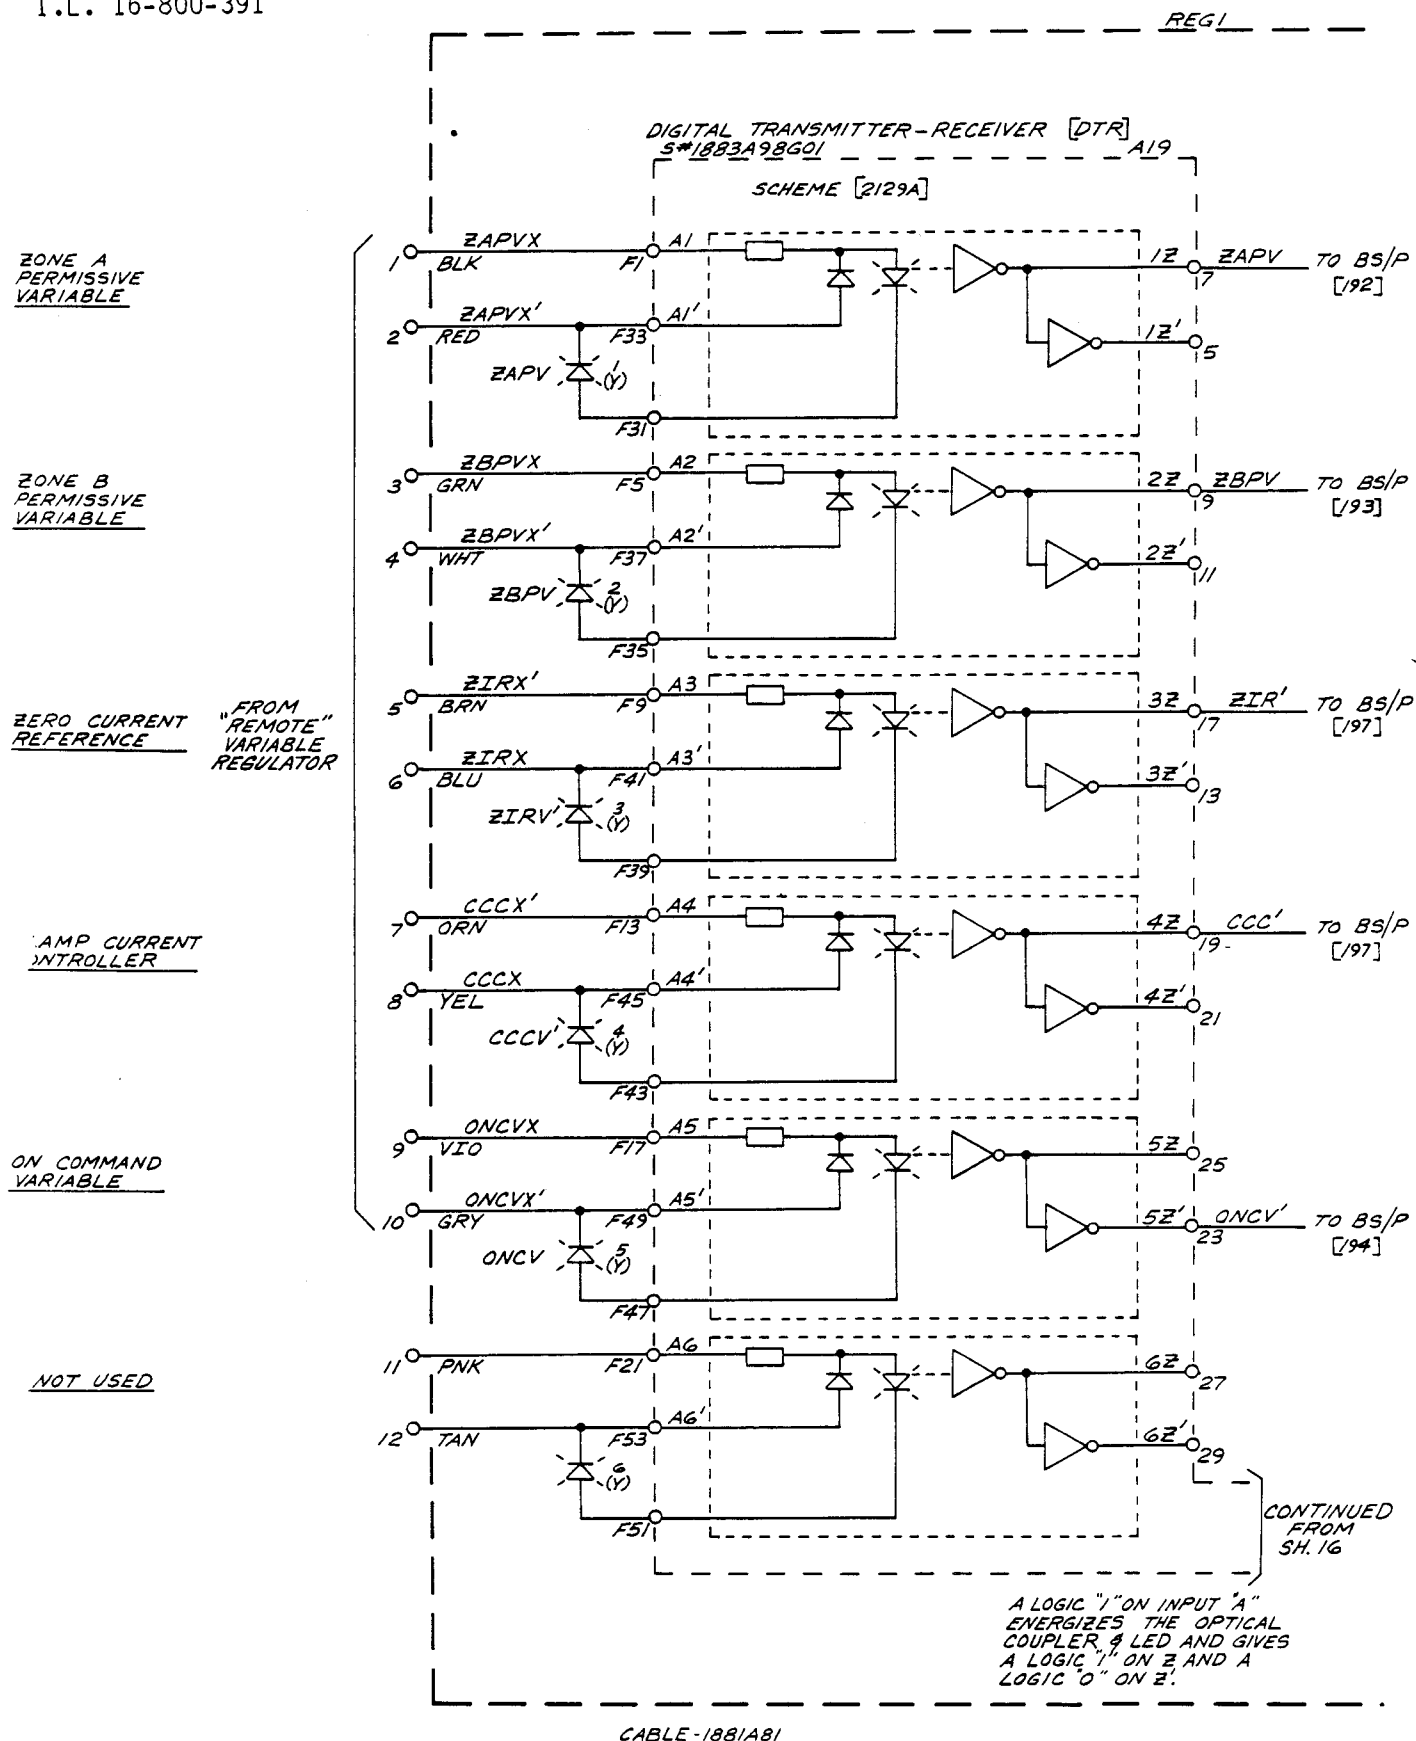 I.L. 16-800-391
REG1
DIGITAL TRANSMITTER-RECEIVER [DTR]
S#1883A98G01
A19
SCHEME [2129A]
ZONE A
PERMISSIVE
VARIABLE
1
ZAPVX
BLK
F1
A1
1Z
7
ZAPV
TO BS/P
[192]
2
ZAPVX'
RED
F33
A1'
1Z'
5
ZAPV
1
(Y)
F31
ZONE B
PERMISSIVE
VARIABLE
3
ZBPVX
GRN
F5
A2
2Z
9
ZBPV
TO BS/P
[193]
4
ZBPVX'
WHT
F37
A2'
2Z'
11
ZBPV
2
(Y)
F35
ZERO CURRENT
REFERENCE
"FROM
"REMOTE"
VARIABLE
REGULATOR
5
ZIRX'
BRN
F9
A3
3Z
17
ZIR'
TO BS/P
[197]
6
ZIRX
BLU
F41
A3'
3Z'
13
ZIRV'
3
(Y)
F39
AMP CURRENT
ONTROLLER
7
CCCX'
ORN
F13
A4
4Z
19
CCC'
TO BS/P
[197]
8
CCCX
YEL
F45
A4'
4Z'
21
CCCV'
4
(Y)
F43
ON COMMAND
VARIABLE
9
ONCVX
VIO
F17
A5
5Z
25
10
ONCVX'
GRY
F49
A5'
5Z'
23
ONCV'
TO BS/P
[194]
ONCV
5
(Y)
F47
NOT USED
11
PNK
F21
A6
6Z
27
12
TAN
F53
A6'
6Z'
29
6
(Y)
F51
CONTINUED
FROM
SH. 16
A LOGIC "1" ON INPUT "A"
ENERGIZES THE OPTICAL
COUPLER & LED AND GIVES
A LOGIC "1" ON Z AND A
LOGIC "0" ON Z'.
CABLE-1881A81